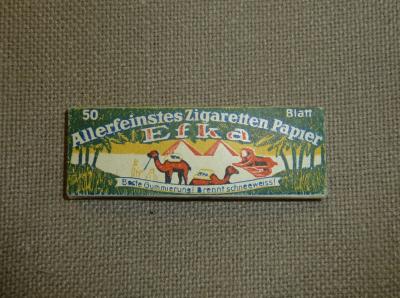 50 Blatt
Allerfeinstes Zigaretten Papier
Efka
Beste Gummierung! Brennt schneeweiss!